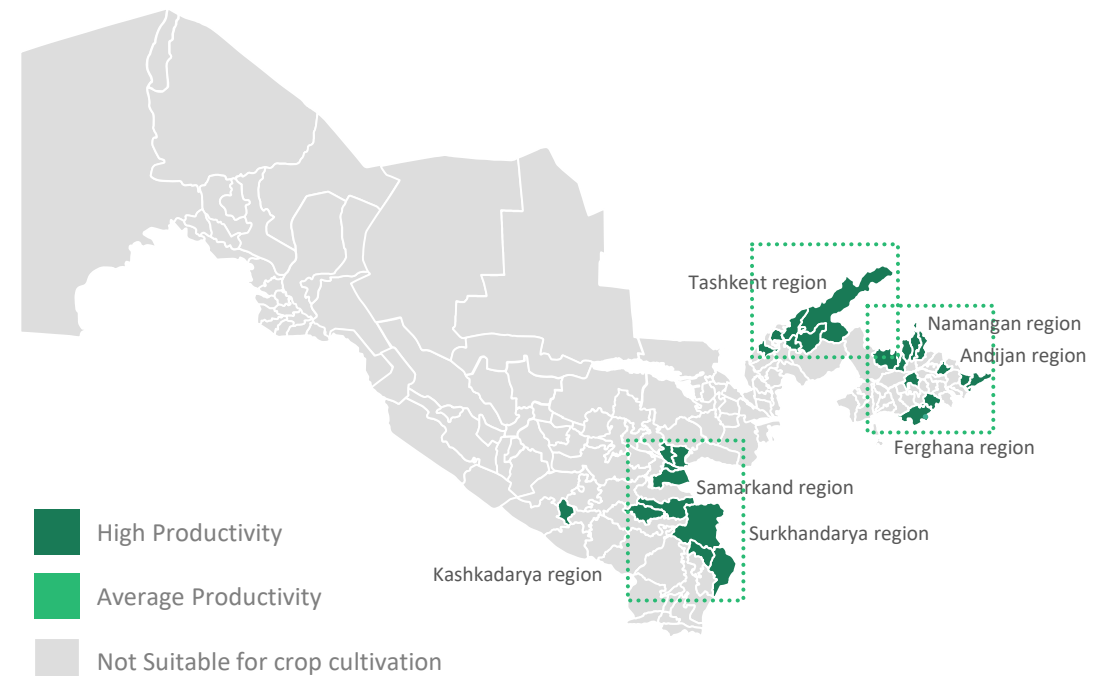 Tashkent region
Namangan region
Andijan region
Ferghana region
Samarkand region
Surkhandarya region
Kashkadarya region
High Productivity
Average Productivity
Not Suitable for crop cultivation